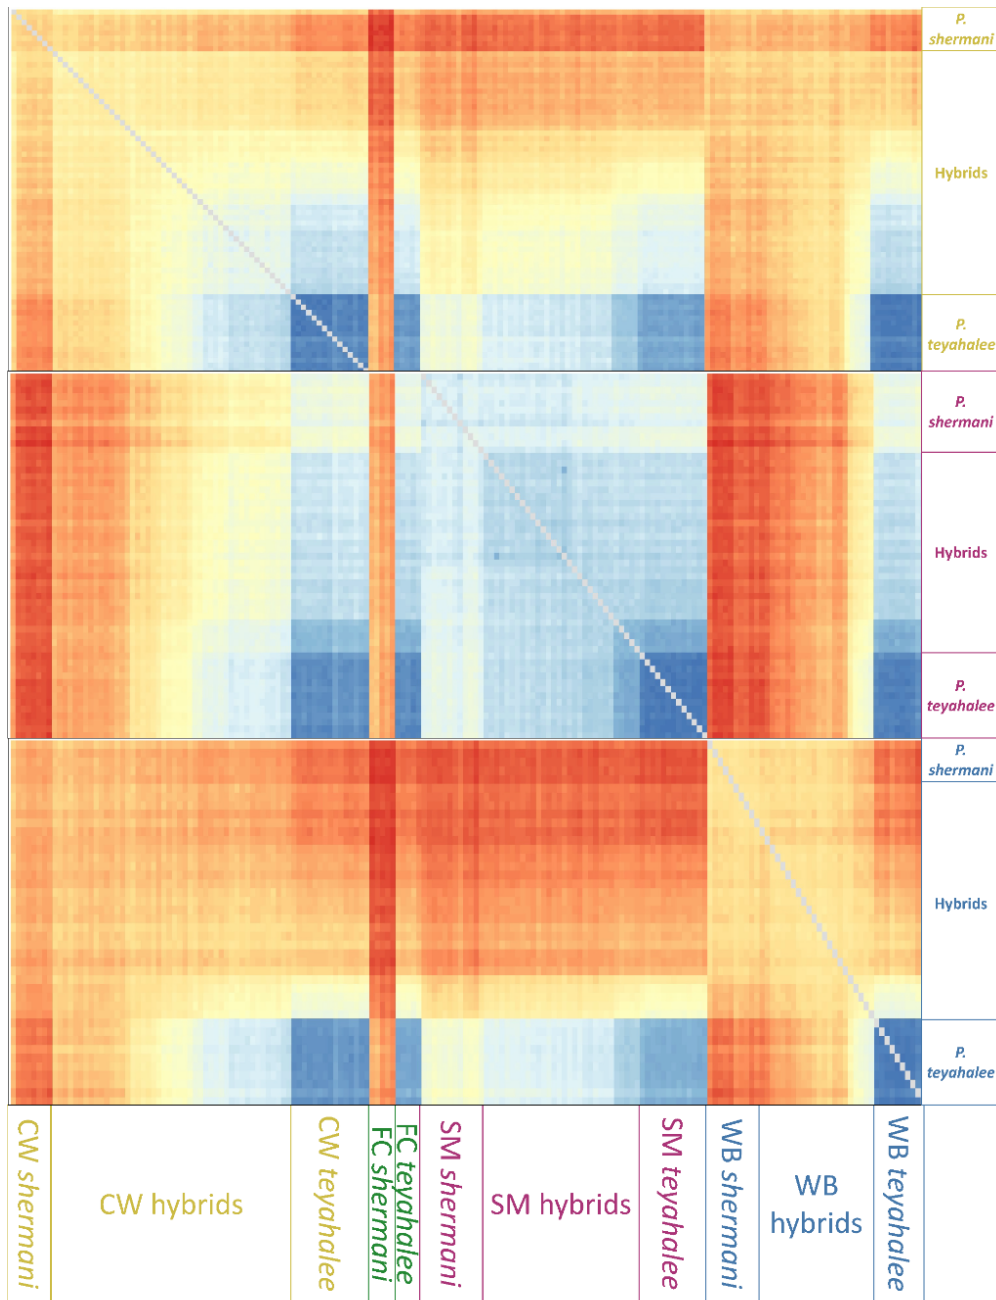 P.
shermani
Hybrids
P.
teyahalee
P.
shermani
Hybrids
P.
teyahalee
P.
shermani
Hybrids
P.
teyahalee
CW shermani
CW hybrids
CW teyahalee
FC shermani
FC teyahalee
SM shermani
SM hybrids
SM teyahalee
WB shermani
WB
hybrids
WB teyahalee